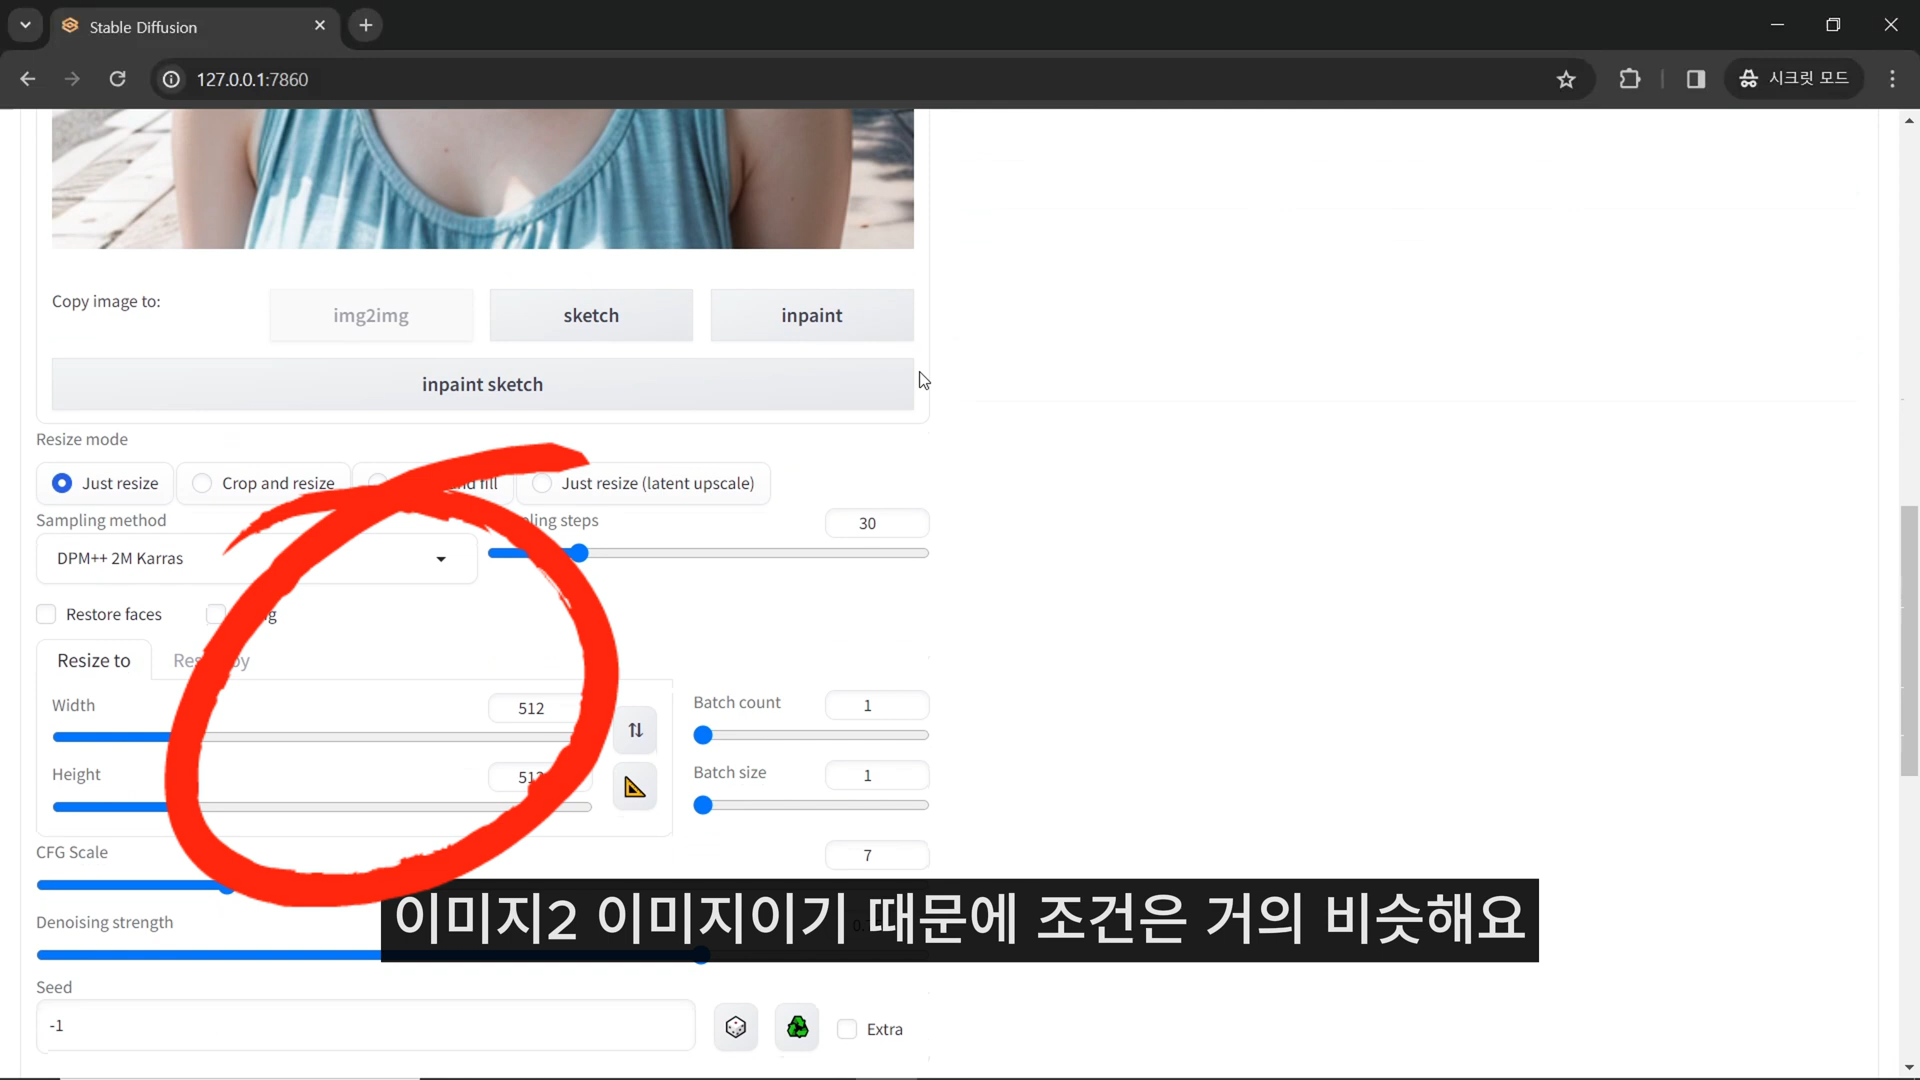 Stable Diffusion
127.0.0.1:7860
시크릿 모드
Copy image to:
img2img
sketch
inpaint
inpaint sketch
Resize mode
Just resize
Crop and resize
fill
Just resize (latent upscale)
Sampling method
steps
30
DPM++ 2M Karras
Restore faces
Resize to
Width
512
Height
Batch count
1
Batch size
1
CFG Scale
7
이미지2 이미지이기 때문에 조건은 거의 비슷해요
Denoising strength
Seed
-1
Extra